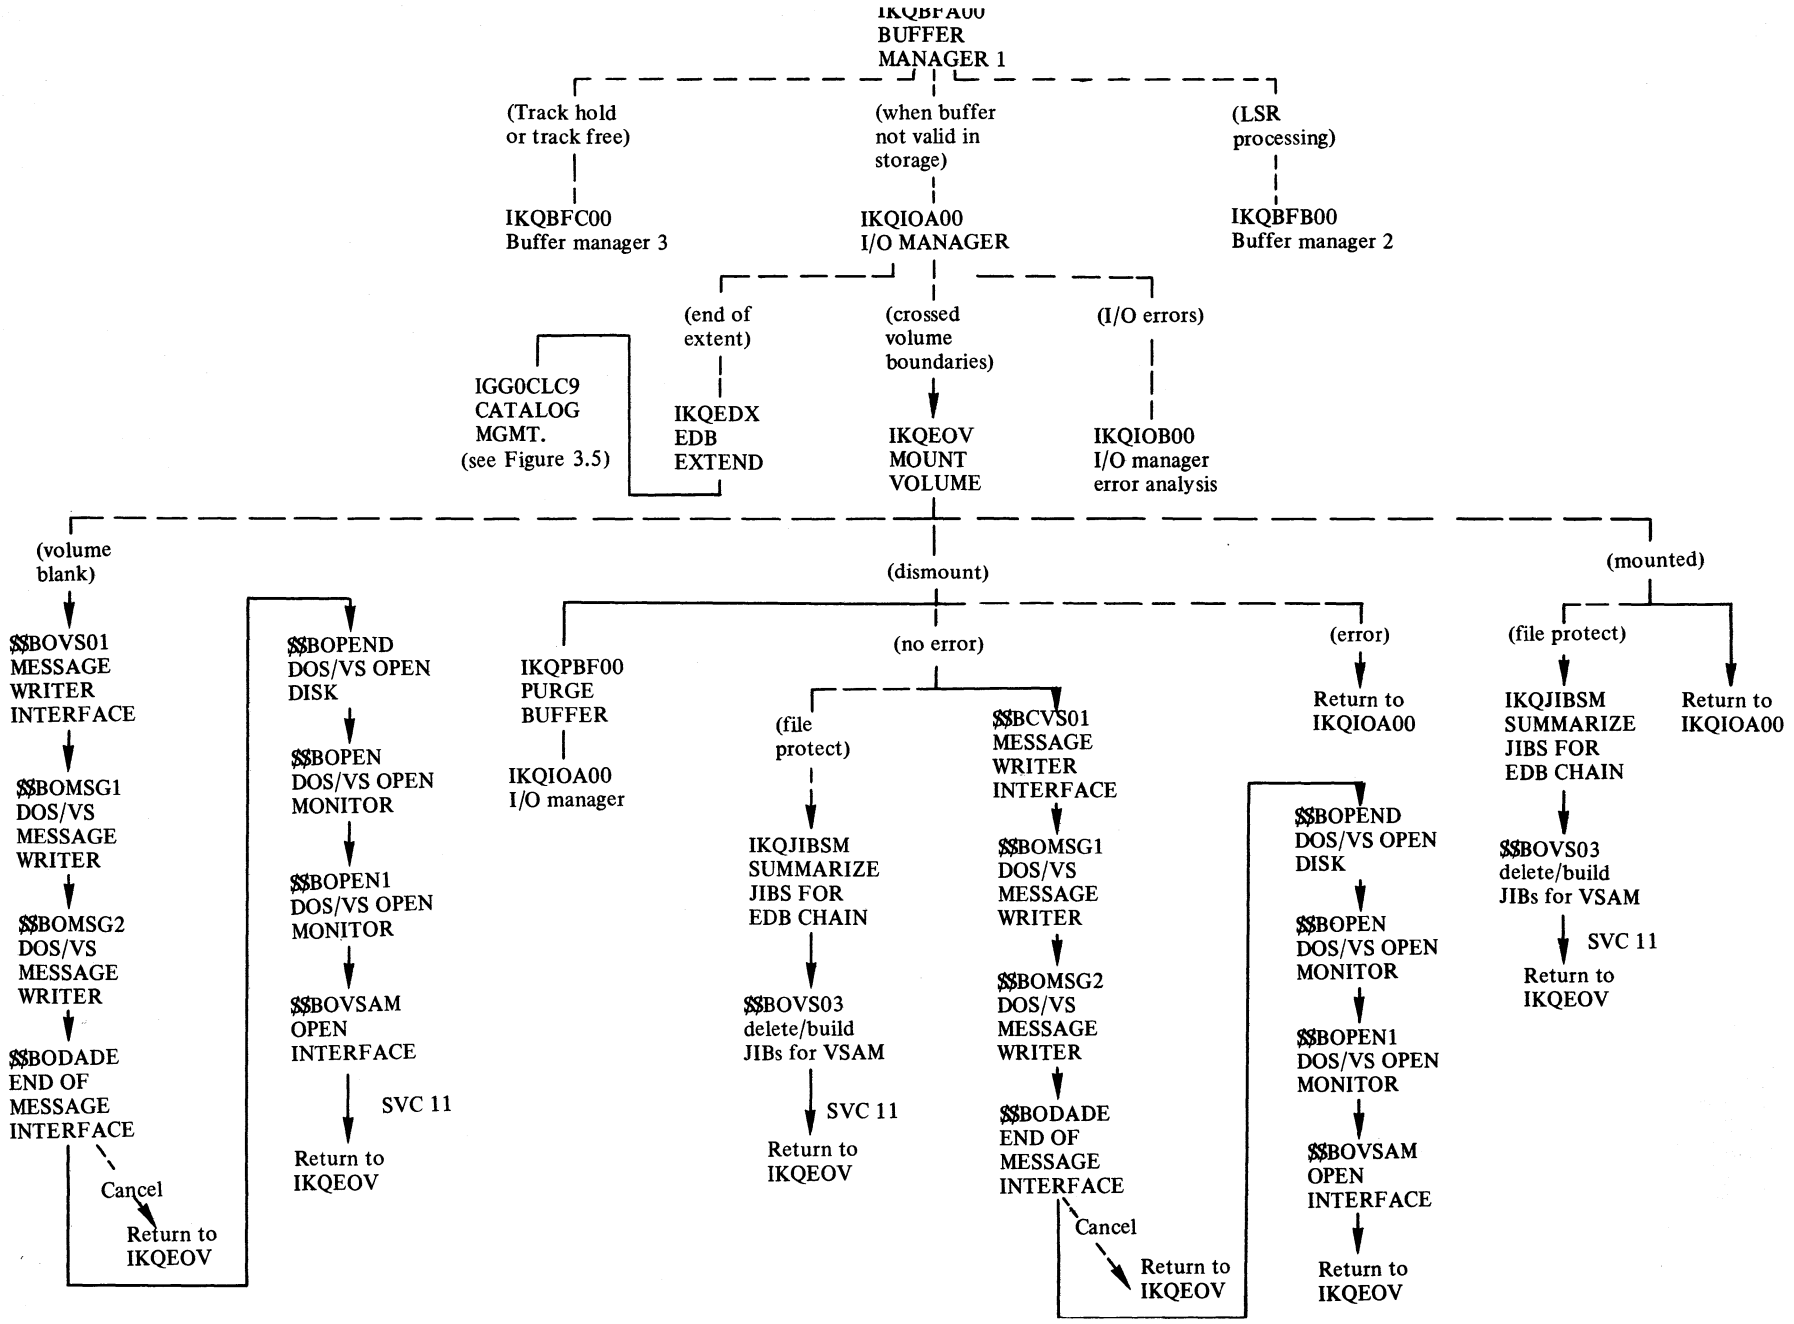 IKQBFA00
BUFFER
MANAGER 1
(Track hold
or track free)
(when buffer
not valid in
storage)
(LSR
processing)
IKQBFC00
Buffer manager 3
IKQIOA00
I/O MANAGER
IKQBFB00
Buffer manager 2
(end of
extent)
(crossed
volume
boundaries)
(I/O errors)
IGG0CLC9
CATALOG
MGMT.
(see Figure 3.5)
IKQEDX
EDB
EXTEND
IKQEOV
MOUNT
VOLUME
IKQIOB00
I/O manager
error analysis
(volume
blank)
(dismount)
(mounted)
$$BOVS01
MESSAGE
WRITER
INTERFACE
$$BOMSG1
DOS/VS
MESSAGE
WRITER
$$BOMSG2
DOS/VS
MESSAGE
WRITER
$$BODADE
END OF
MESSAGE
INTERFACE
Cancel
Return to
IKQEOV
$$BOPEND
DOS/VS OPEN
DISK
$$BOPEN
DOS/VS OPEN
MONITOR
$$BOPEN1
DOS/VS OPEN
MONITOR
$$BOVSAM
OPEN
INTERFACE
SVC 11
Return to
IKQEOV
IKQPBF00
PURGE
BUFFER
IKQIOA00
I/O manager
(no error)
(file
protect)
IKQJIBSM
SUMMARIZE
JIBS FOR
EDB CHAIN
$$BOVS03
delete/build
JIBs for VSAM
SVC 11
Return to
IKQEOV
$$BCVS01
MESSAGE
WRITER
INTERFACE
$$BOMSG1
DOS/VS
MESSAGE
WRITER
$$BOMSG2
DOS/VS
MESSAGE
WRITER
$$BODADE
END OF
MESSAGE
INTERFACE
Cancel
Return to
IKQEOV
(error)
Return to
IKQIOA00
$$BOPEND
DOS/VS OPEN
DISK
$$BOPEN
DOS/VS OPEN
MONITOR
$$BOPEN1
DOS/VS OPEN
MONITOR
$$BOVSAM
OPEN
INTERFACE
Return to
IKQEOV
(file protect)
IKQJIBSM
SUMMARIZE
JIBS FOR
EDB CHAIN
$$BOVS03
delete/build
JIBs for VSAM
SVC 11
Return to
IKQEOV
Return to
IKQIOA00